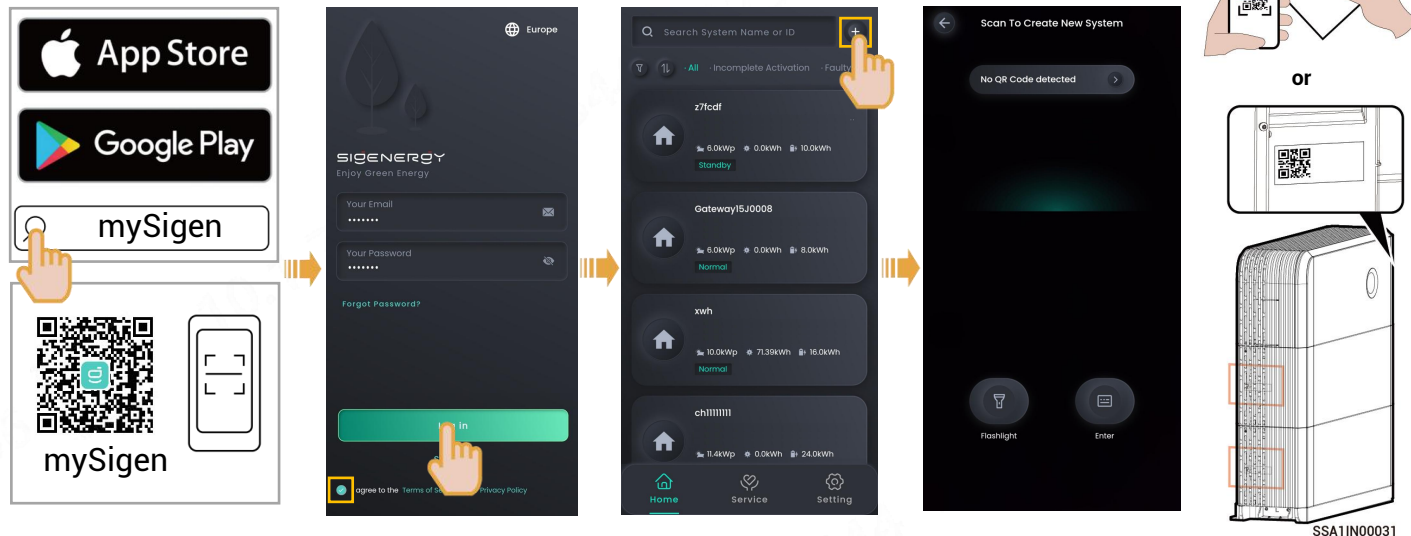 App Store
Google Play
mySigen
mySigen
Europe
SIGENERGY
Enjoy Green Energy
Your Email
•••••••
Your Password
•••••••
Forgot Password?
in
agree to the Terms of Privacy Policy
Search System Name or ID
+
· All · Incomplete Activation · Faulty
z7fcdf
6.0kWp 0.0kWh 10.0kWh
Standby
Gateway15J0008
6.0kWp 0.0kWh 8.0kWh
Normal
xwh
10.0kWp 71.39kWh 16.0kWh
Normal
ch11111111
11.4kWp 0.0kWh 24.0kWh
Home Service Setting
Scan To Create New System
No QR Code detected
Flashlight Enter
or
SSA1IN00031